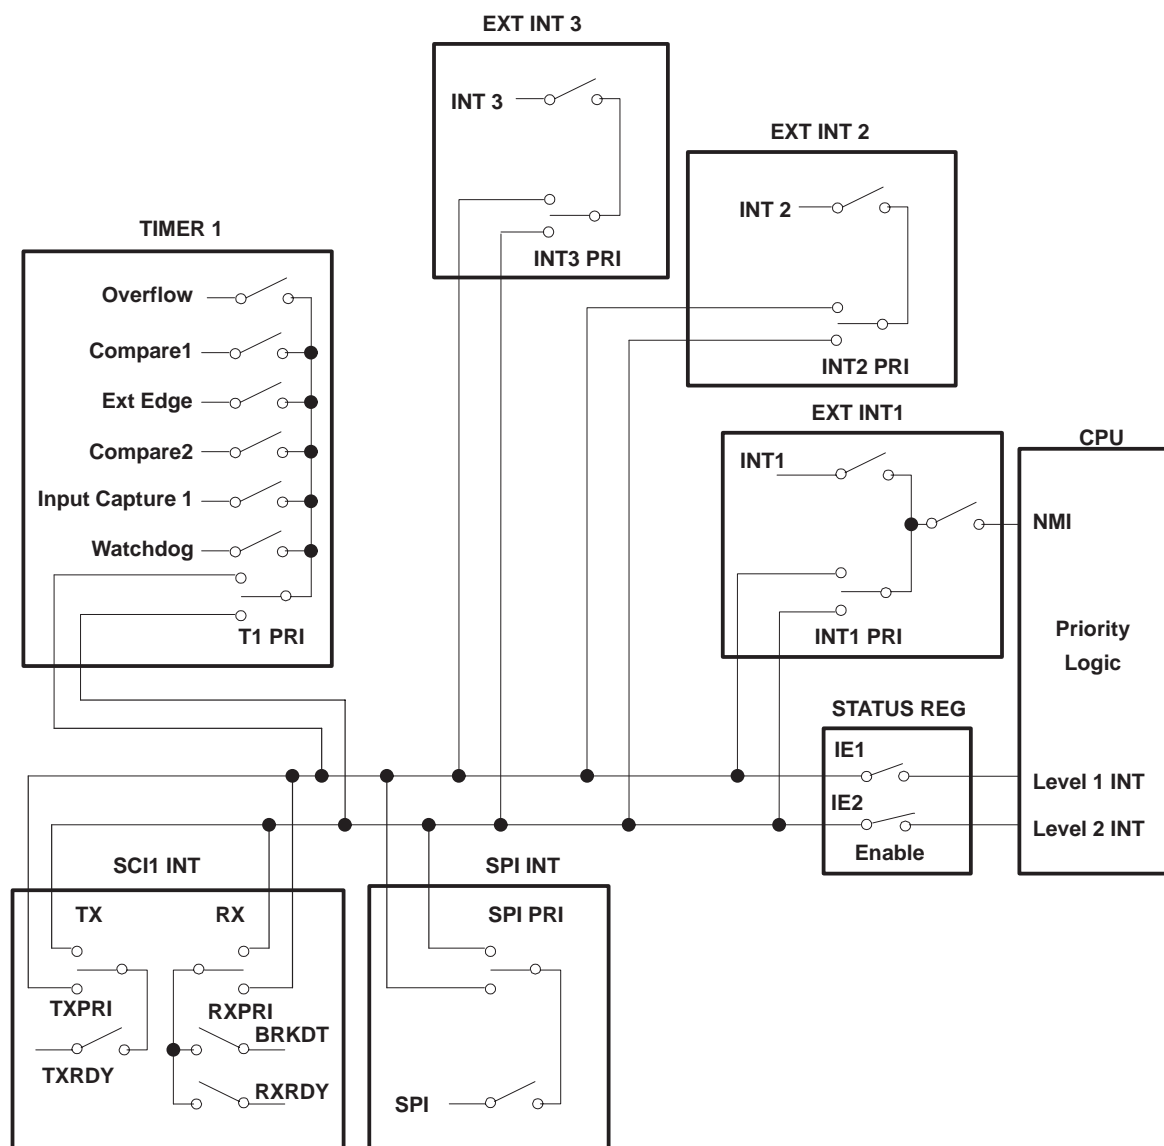 EXT INT 3
INT 3
INT3 PRI
EXT INT 2
INT 2
INT2 PRI
TIMER 1
Overflow
Compare1
Ext Edge
Compare2
Input Capture 1
Watchdog
T1 PRI
EXT INT1
INT1
INT1 PRI
CPU
NMI
Priority
Logic
Level 1 INT
Level 2 INT
STATUS REG
IE1
IE2
Enable
SCI1 INT
TX
RX
TXPRI
RXPRI
BRKDT
TXRDY
RXRDY
SPI INT
SPI PRI
SPI